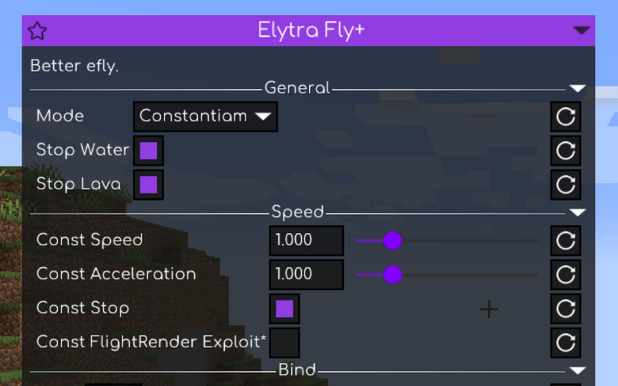 Elytra Fly+
Better efly.
General
Mode Constantiam
Stop Water
Stop Lava
Speed
Const Speed 1.000
Const Acceleration 1.000
Const Stop
Const FlightRender Exploit*
Bind